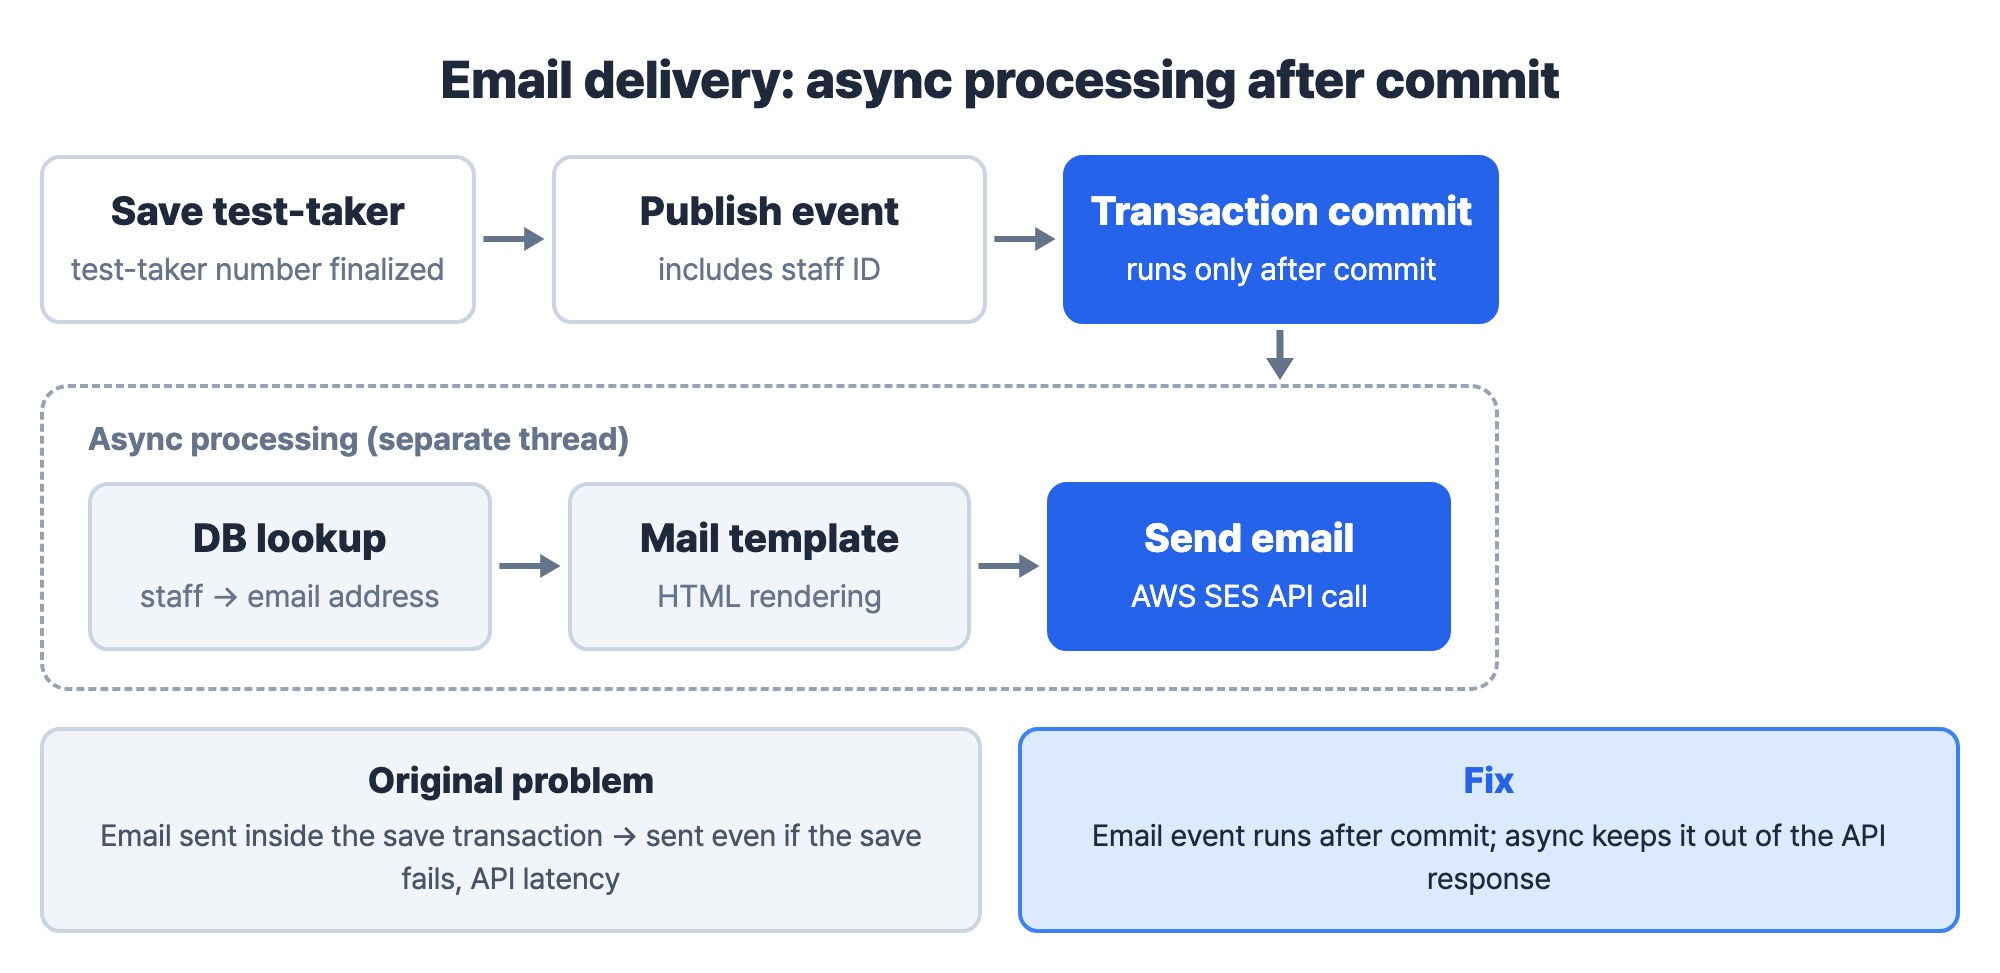 Email delivery: async processing after commit
Save test-taker
test-taker number finalized
Publish event
includes staff ID
Transaction commit
runs only after commit
Async processing (separate thread)
DB lookup
staff → email address
Mail template
HTML rendering
Send email
AWS SES API call
Original problem
Email sent inside the save transaction → sent even if the save
fails, API latency
Fix
Email event runs after commit; async keeps it out of the API
response